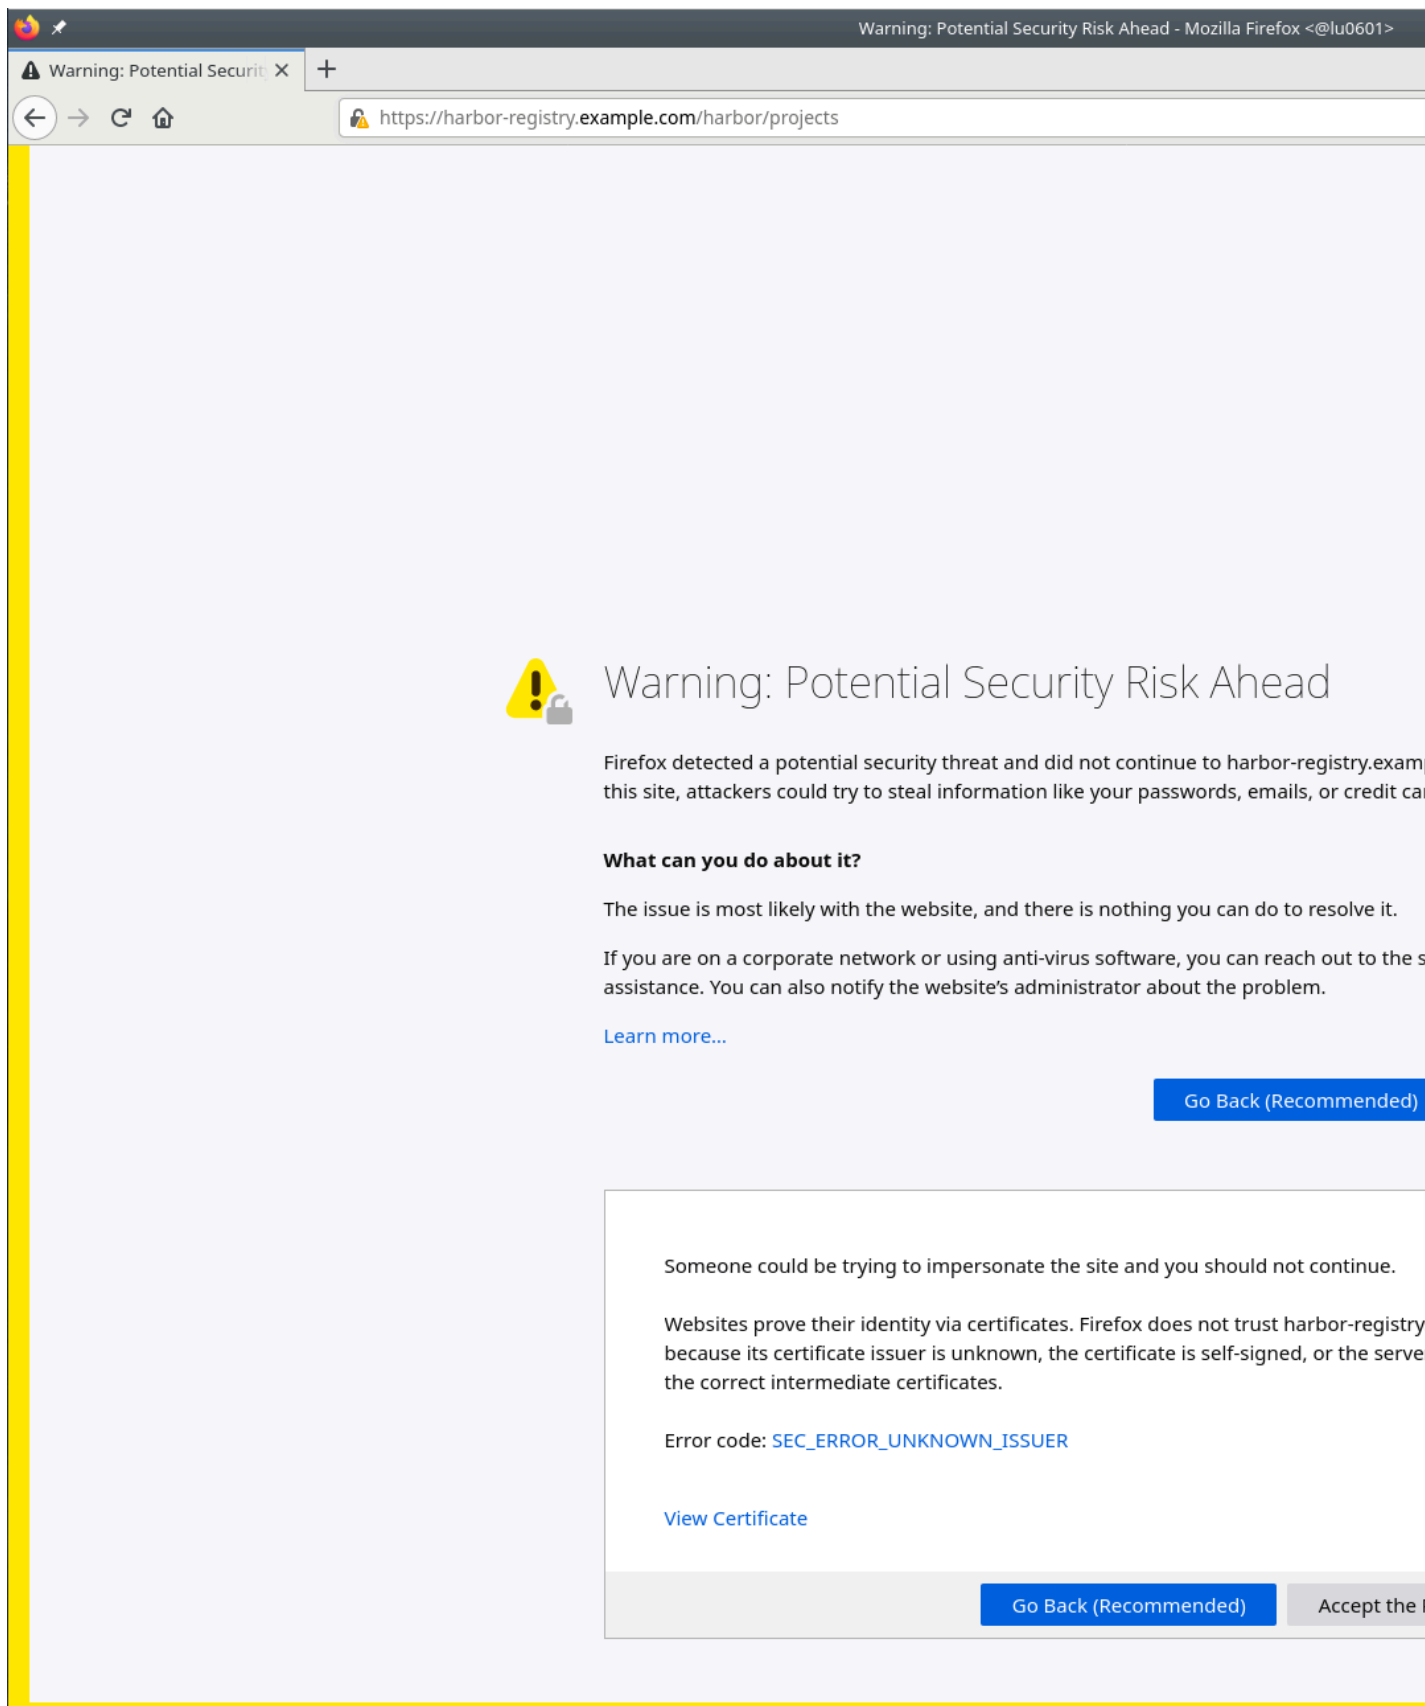 Warning: Potential Security Risk Ahead - Mozilla Firefox <@lu0601>
Warning: Potential Securit
https://harbor-registry.example.com/harbor/projects
Warning: Potential Security Risk Ahead
Firefox detected a potential security threat and did not continue to harbor-registry.exam
this site, attackers could try to steal information like your passwords, emails, or credit ca
What can you do about it?
The issue is most likely with the website, and there is nothing you can do to resolve it.
If you are on a corporate network or using anti-virus software, you can reach out to the s
assistance. You can also notify the website’s administrator about the problem.
Learn more…
Go Back (Recommended)
Someone could be trying to impersonate the site and you should not continue.
Websites prove their identity via certificates. Firefox does not trust harbor-registry
because its certificate issuer is unknown, the certificate is self-signed, or the serve
the correct intermediate certificates.
Error code: SEC_ERROR_UNKNOWN_ISSUER
View Certificate
Go Back (Recommended)
Accept the